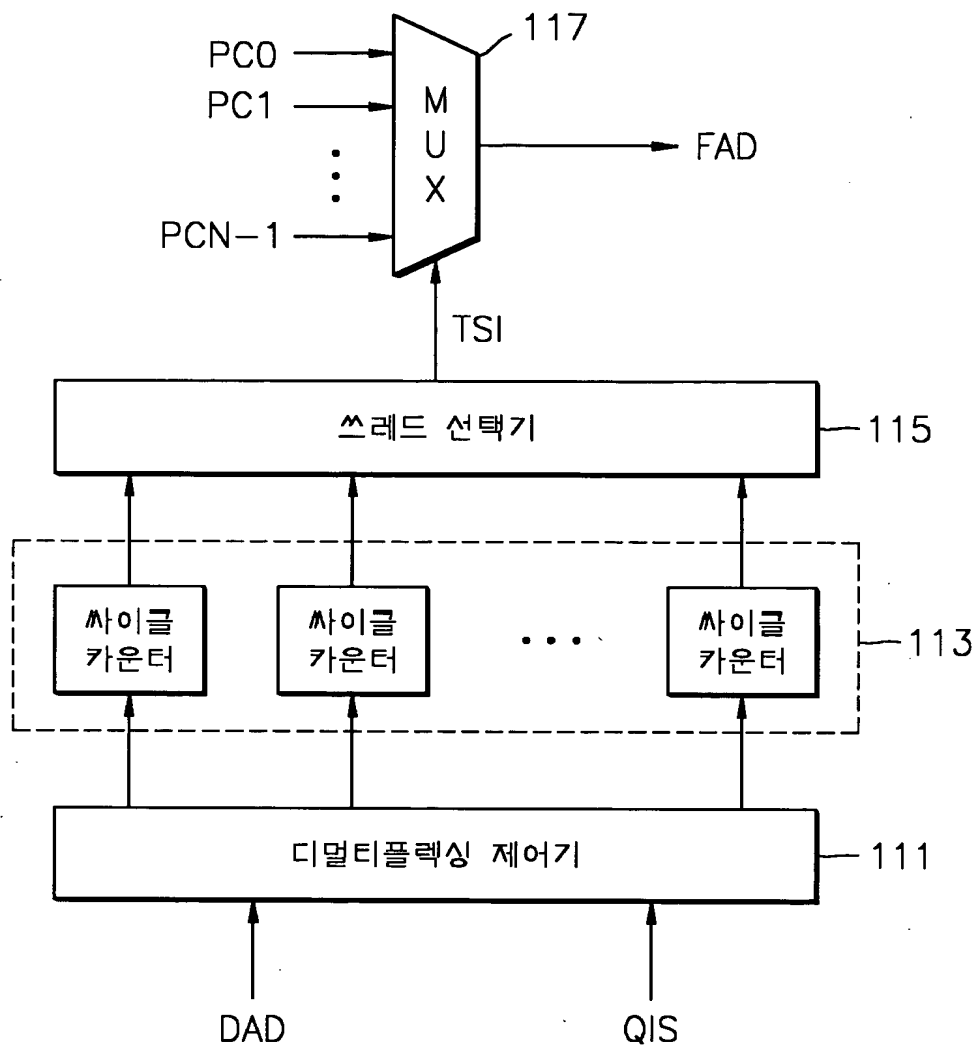 117
PC0
PC1
PCN-1
MUX
FAD
TSI
쓰레드 선택기
115
싸이클
카운터
싸이클
카운터
싸이클
카운터
113
디멀티플렉싱 제어기
111
DAD
QIS